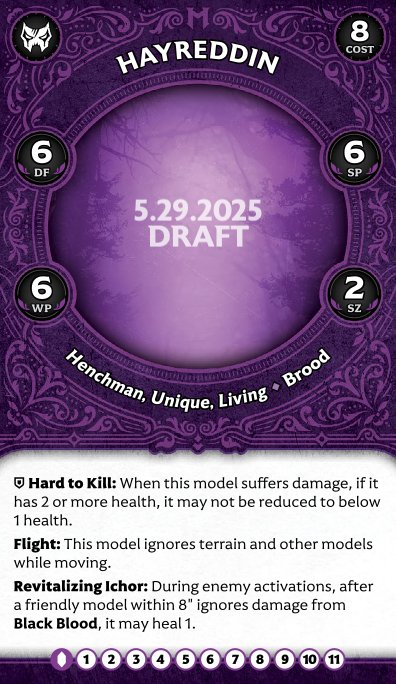 HAYREDDIN
8
COST
6
DF
6
SP
5.29.2025
DRAFT
6
WP
2
SZ
Henchman, Unique, Living ◆ Brood
Hard to Kill: When this model suffers damage, if it
has 2 or more health, it may not be reduced to below
1 health.
Flight: This model ignores terrain and other models
while moving.
Revitalizing Ichor: During enemy activations, after
a friendly model within 8" ignores damage from
Black Blood, it may heal 1.
1 2 3 4 5 6 7 8 9 10 11